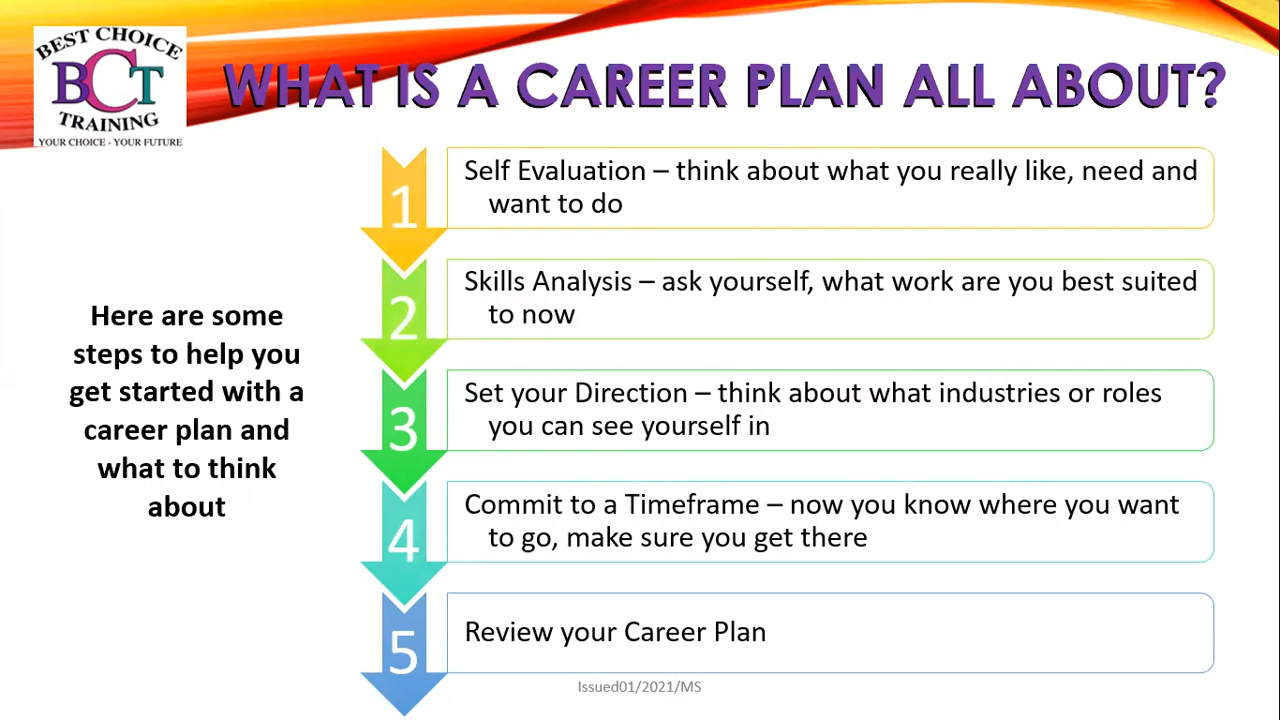 BEST CHOICE
BCT
TRAINING
YOUR CHOICE - YOUR FUTURE
WHAT IS A CAREER PLAN ALL ABOUT?
Here are some
steps to help you
get started with a
career plan and
what to think
about
1
Self Evaluation – think about what you really like, need and
want to do
2
Skills Analysis – ask yourself, what work are you best suited
to now
3
Set your Direction – think about what industries or roles
you can see yourself in
4
Commit to a Timeframe – now you know where you want
to go, make sure you get there
5
Review your Career Plan
Issued01/2021/MS